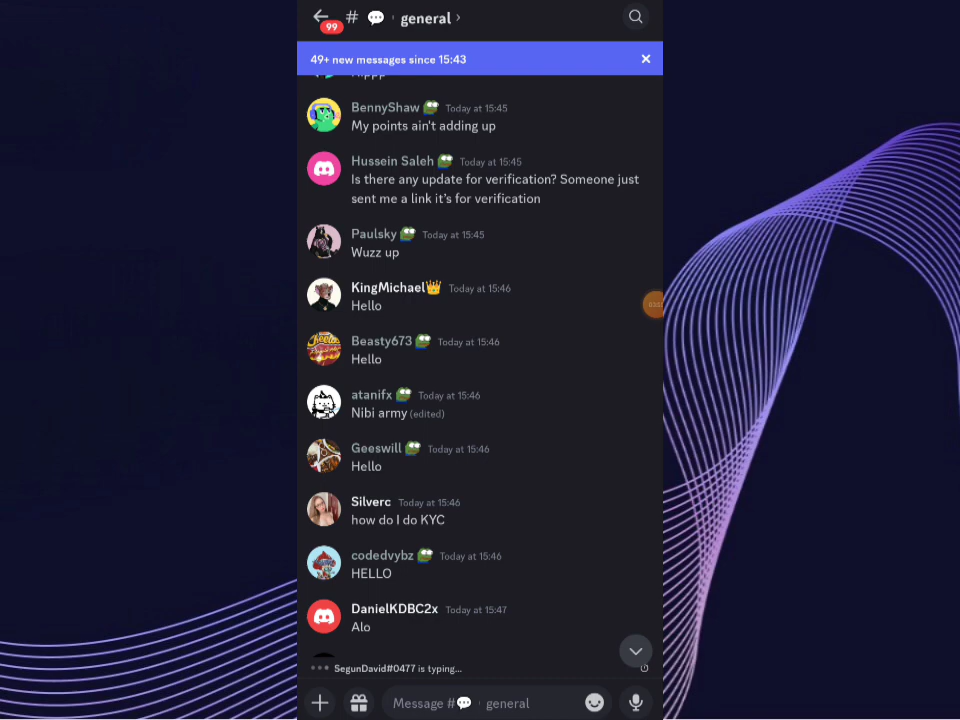 99
# general ›
49+ new messages since 15:43
BennyShaw Today at 15:45
My points ain't adding up
Hussein Saleh Today at 15:45
Is there any update for verification? Someone just
sent me a link it's for verification
Paulsky Today at 15:45
Wuzz up
KingMichael Today at 15:46
Hello
Beasty673 Today at 15:46
Hello
atanifx Today at 15:46
Nibi army (edited)
Geeswill Today at 15:46
Hello
Silverc Today at 15:46
how do I do KYC
codedvybz Today at 15:46
HELLO
DanielKDBC2x Today at 15:47
Alo
SegunDavid#0477 is typing...
Message # general